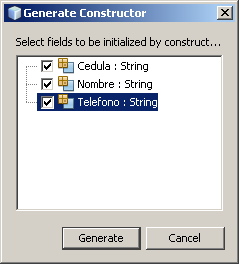 Generate Constructor
Select fields to be initialized by construct...
Cedula : String
Nombre : String
Telefono : String
Generate Cancel